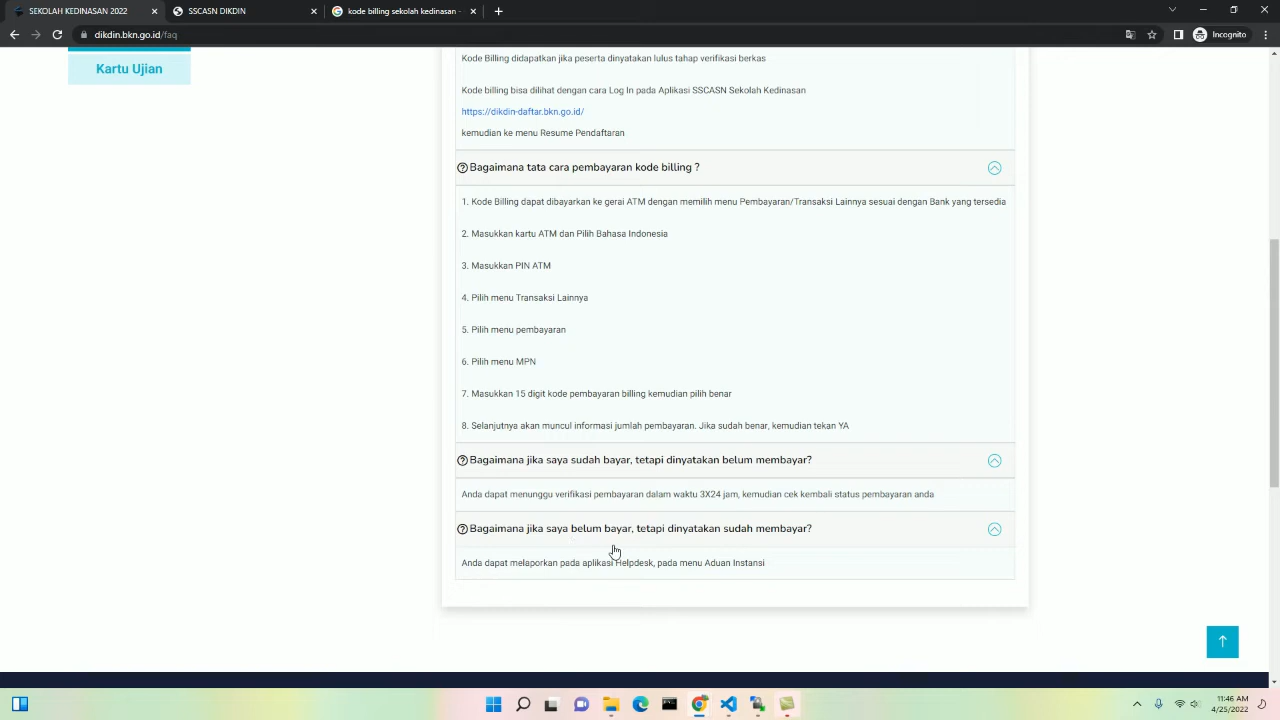 SEKOLAH KEDINASAN 2022
SSCASN DIKDIN
kode billing sekolah kedinasan -
dikdin.bkn.go.id/faq
Incognito
Kartu Ujian
Kode Billing didapatkan jika peserta dinyatakan lulus tahap verifikasi berkas
Kode billing bisa dilihat dengan cara Log In pada Aplikasi SSCASN Sekolah Kedinasan
https://dikdin-daftar.bkn.go.id/
kemudian ke menu Resume Pendaftaran
Bagaimana tata cara pembayaran kode billing ?
1. Kode Billing dapat dibayarkan ke gerai ATM dengan memilih menu Pembayaran/Transaksi Lainnya sesuai dengan Bank yang tersedia
2. Masukkan kartu ATM dan Pilih Bahasa Indonesia
3. Masukkan PIN ATM
4. Pilih menu Transaksi Lainnya
5. Pilih menu pembayaran
6. Pilih menu MPN
7. Masukkan 15 digit kode pembayaran billing kemudian pilih benar
8. Selanjutnya akan muncul informasi jumlah pembayaran. Jika sudah benar, kemudian tekan YA
Bagaimana jika saya sudah bayar, tetapi dinyatakan belum membayar?
Anda dapat menunggu verifikasi pembayaran dalam waktu 3X24 jam, kemudian cek kembali status pembayaran anda
Bagaimana jika saya belum bayar, tetapi dinyatakan sudah membayar?
Anda dapat melaporkan pada aplikasi Helpdesk, pada menu Aduan Instansi
11:46 AM
4/25/2022